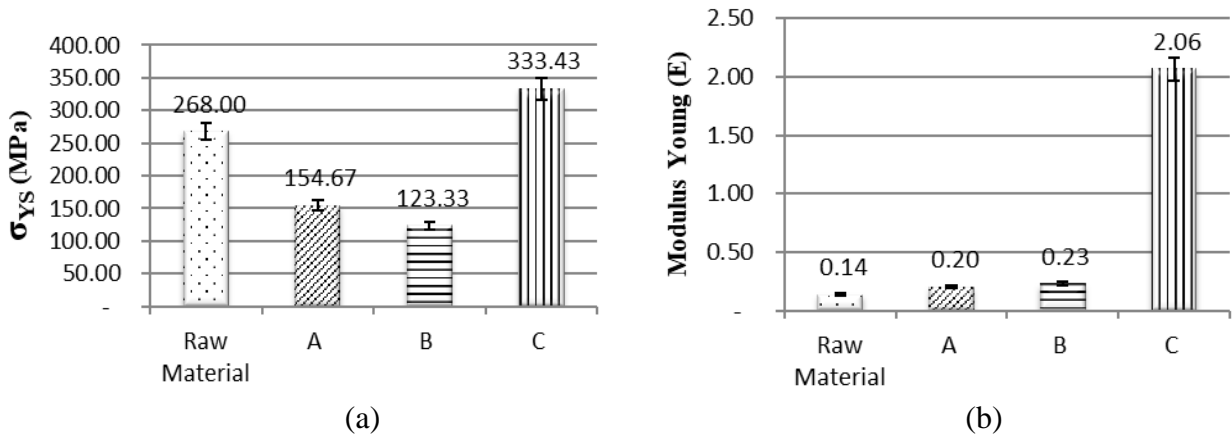 σYS (MPa)
400.00
350.00
300.00
250.00
200.00
150.00
100.00
50.00
-
268.00
154.67
123.33
333.43
Raw
Material
A
B
C
(a)
Modulus Young (E)
2.50
2.00
1.50
1.00
0.50
-
0.14
0.20
0.23
2.06
Raw
Material
A
B
C
(b)